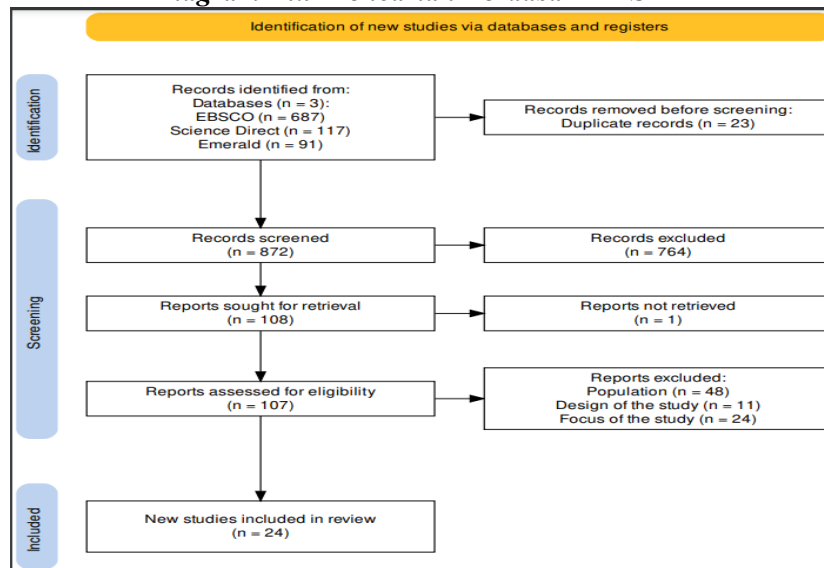 Identification of new studies via databases and registers
Identification
Records identified from:
Databases (n = 3):
EBSCO (n = 687)
Science Direct (n = 117)
Emerald (n = 91)
Records removed before screening:
Duplicate records (n = 23)
Screening
Records screened
(n = 872)
Records excluded
(n = 764)
Reports sought for retrieval
(n = 108)
Reports not retrieved
(n = 1)
Reports assessed for eligibility
(n = 107)
Reports excluded:
Population (n = 48)
Design of the study (n = 11)
Focus of the study (n = 24)
Included
New studies included in review
(n = 24)